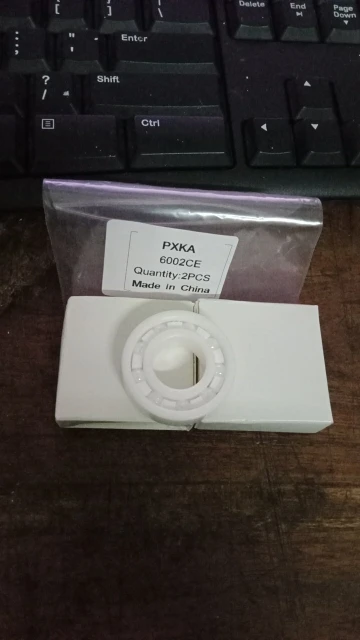 Delete
End
Page
Down
{
[
}
]
|
\
:
;
"
'
Enter
?
/
Shift
Ctrl
PXKA
6002CE
Quantity:2PCS
Made in China